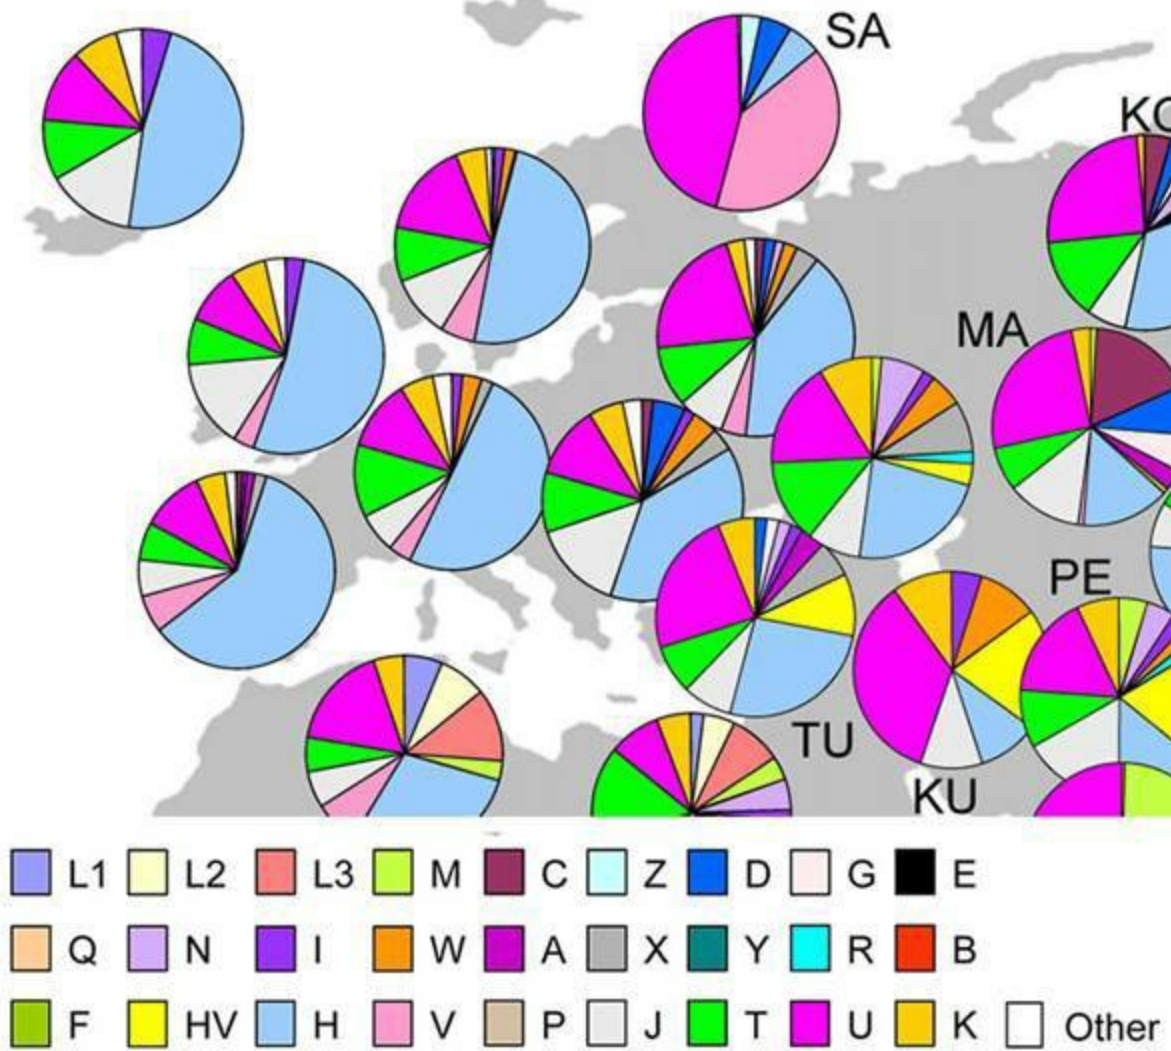 SA
KO
MA
PE
TU
KU
L1 L2 L3 M C Z D G E
Q N I W A X Y R B
F HV H V P J T U K Other